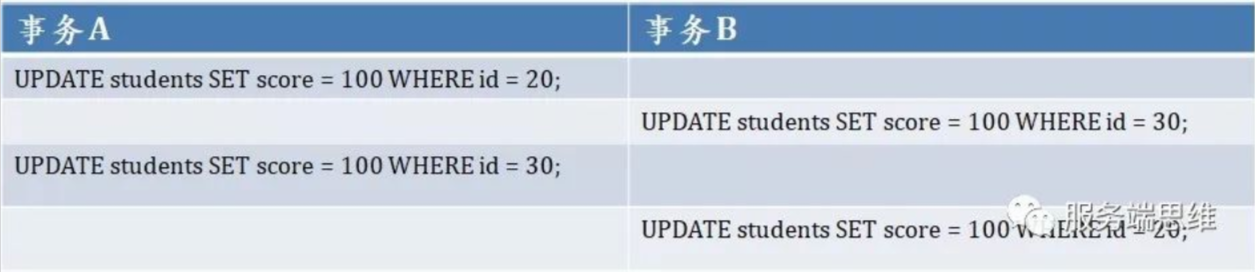 事务A 事务B
UPDATE students SET score = 100 WHERE id = 20;
UPDATE students SET score = 100 WHERE id = 30;
UPDATE students SET score = 100 WHERE id = 30;
UPDATE students SET score = 100 WHERE id = 20;
服务端思维